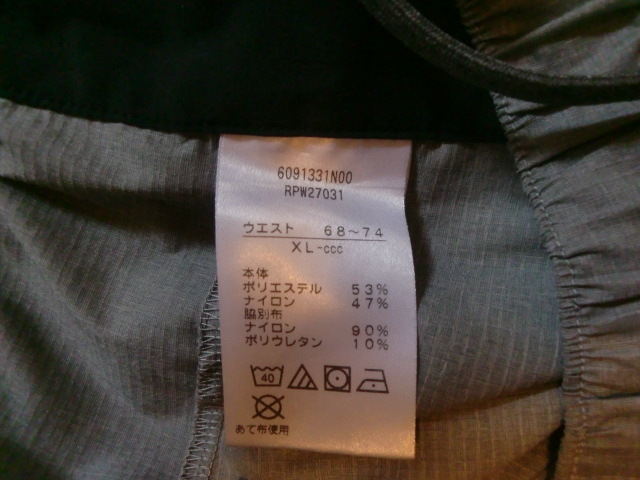 6091331N00
RPW27031
ウエスト 68～74
XL-ccc
本体
ポリエステル 53%
ナイロン 47%
脇別布
ナイロン 90%
ポリウレタン 10%
40
あて布使用